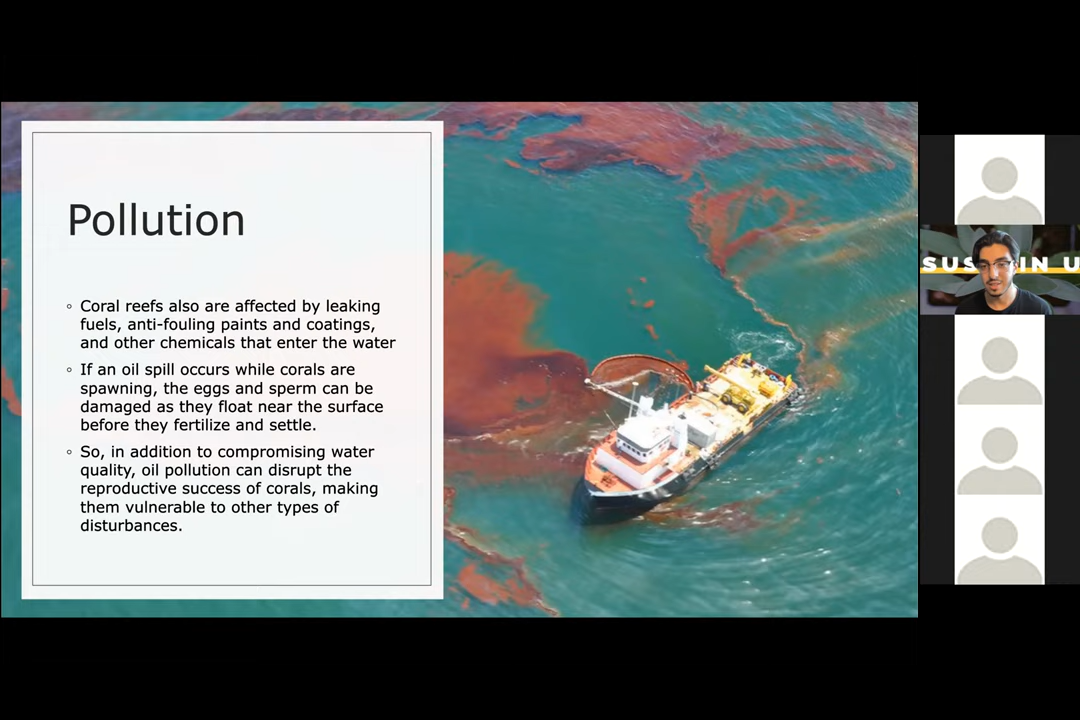 Pollution
◦ Coral reefs also are affected by leaking
fuels, anti-fouling paints and coatings,
and other chemicals that enter the water
◦ If an oil spill occurs while corals are
spawning, the eggs and sperm can be
damaged as they float near the surface
before they fertilize and settle.
◦ So, in addition to compromising water
quality, oil pollution can disrupt the
reproductive success of corals, making
them vulnerable to other types of
disturbances.